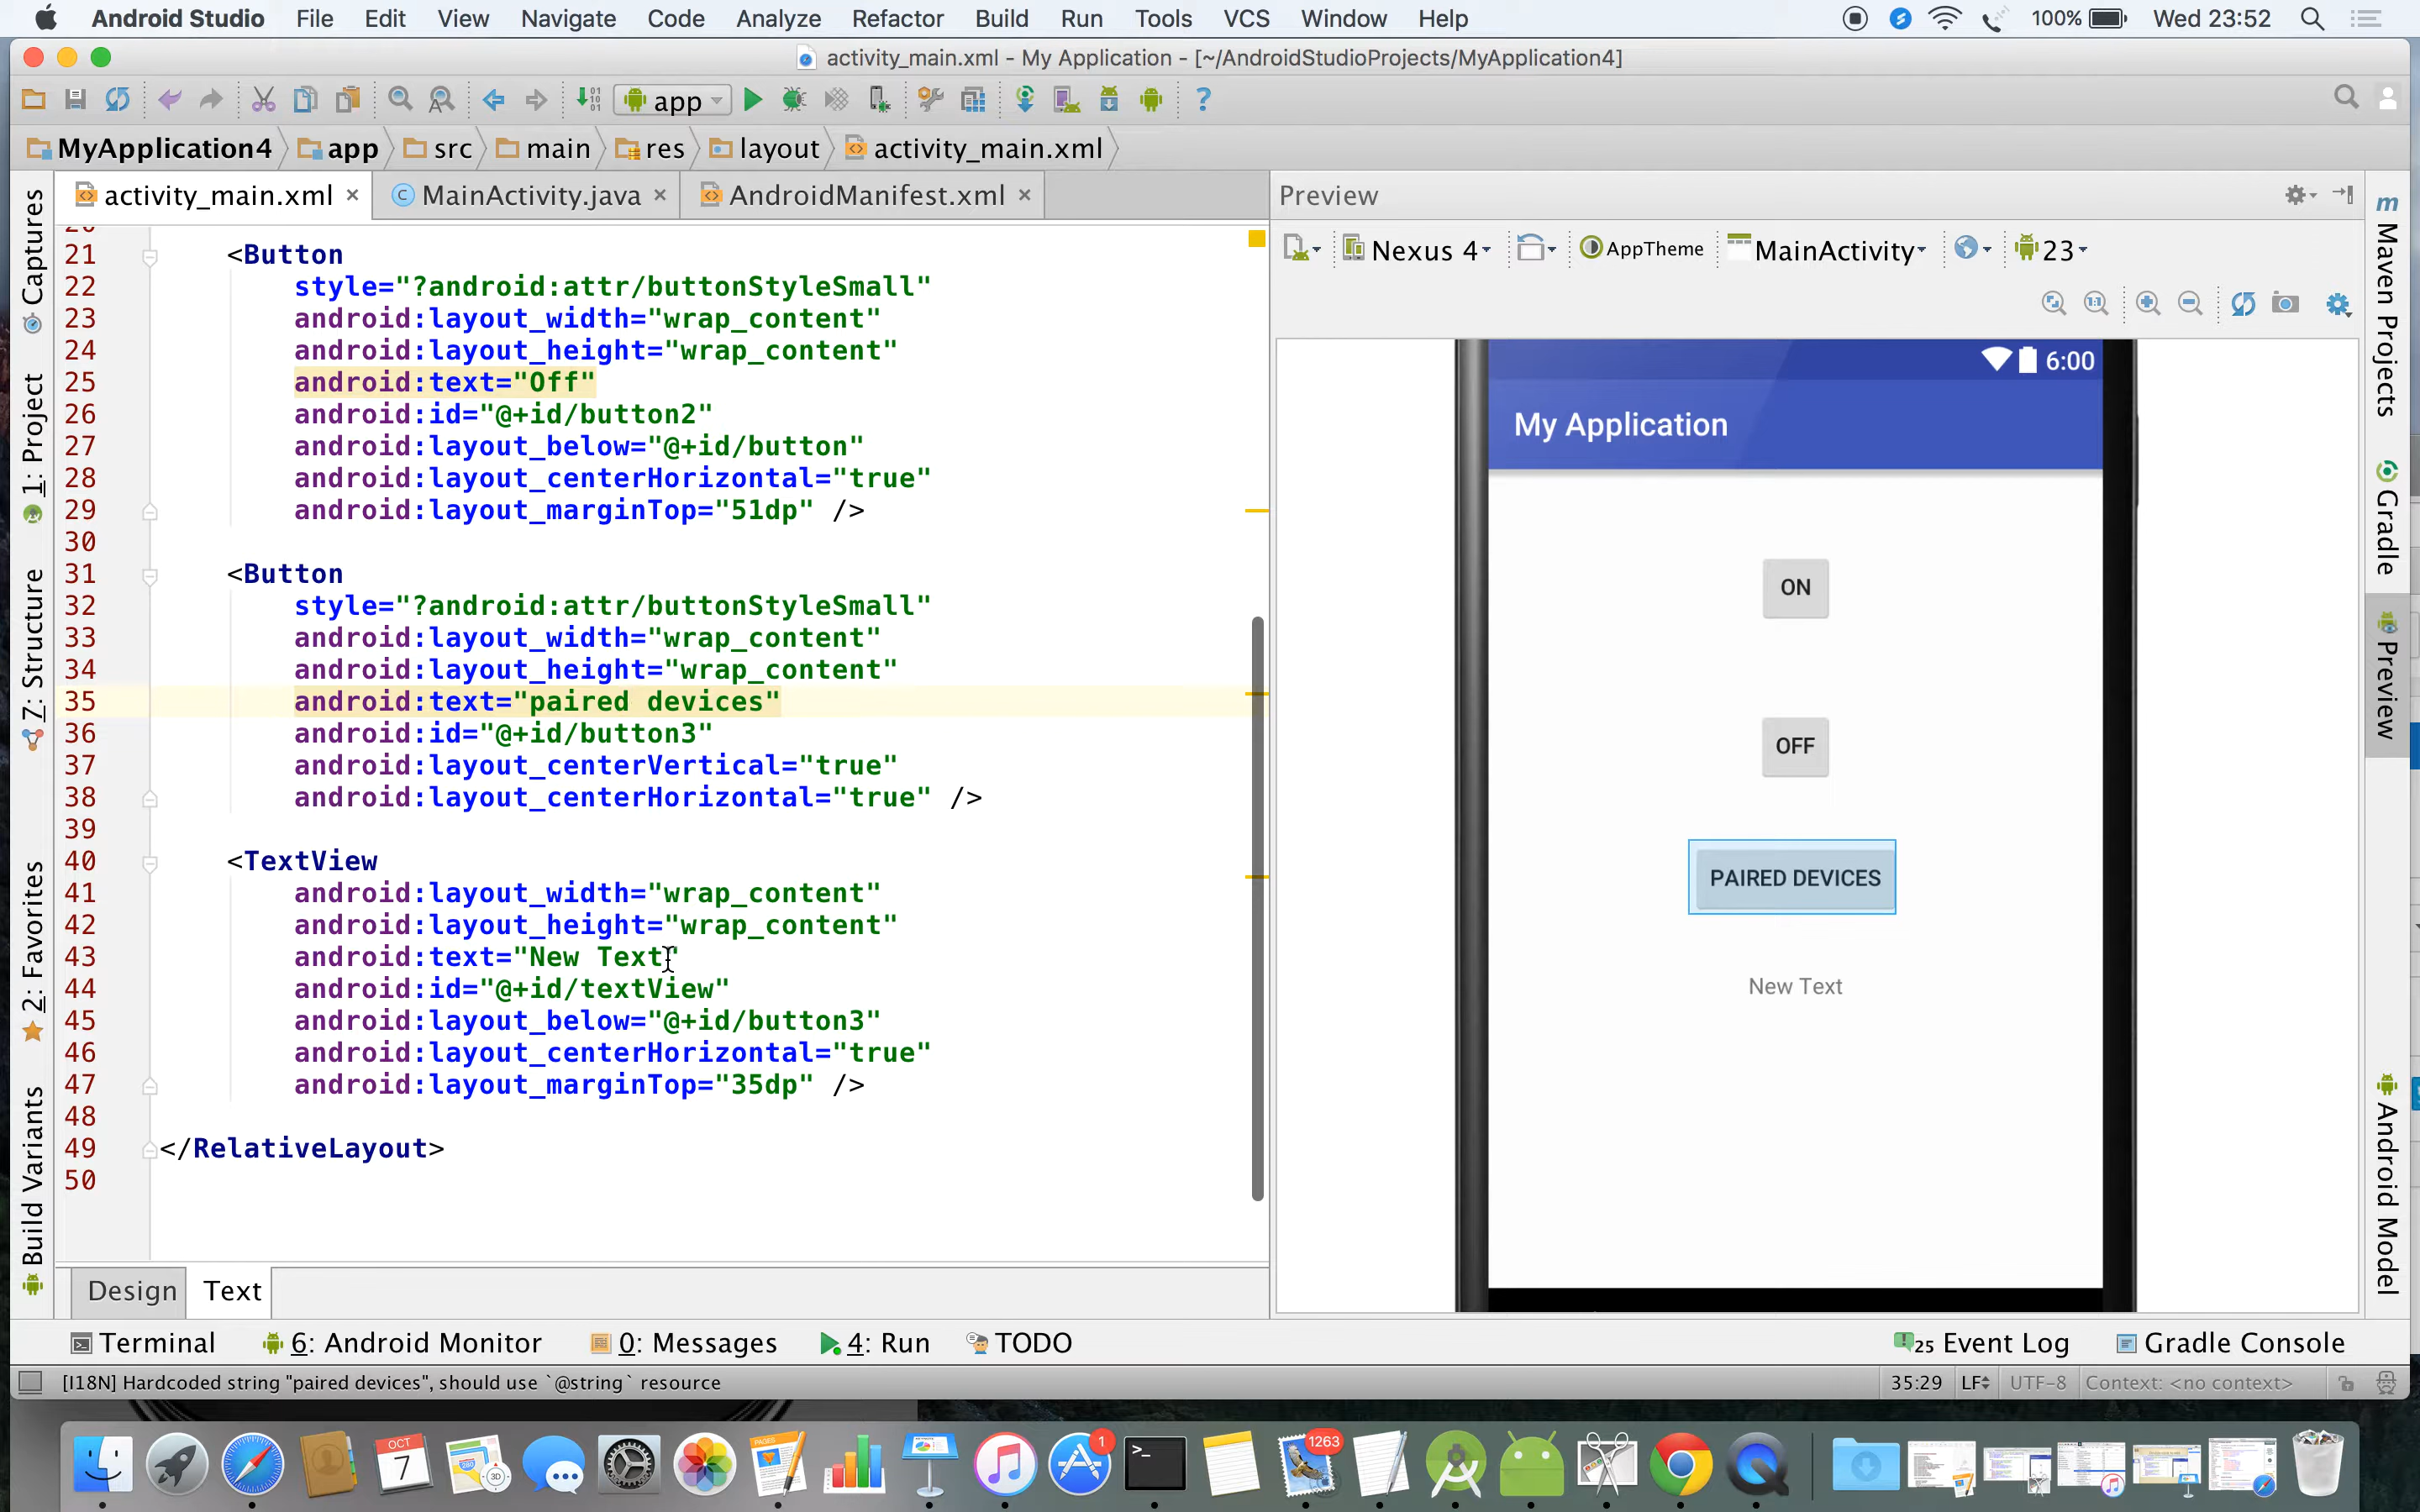 Android Studio File Edit View Navigate Code Analyze Refactor Build Run Tools VCS Window Help 100% Wed 23:52
activity_main.xml - My Application - [~/AndroidStudioProjects/MyApplication4]
app
MyApplication4 app src main res layout activity_main.xml
activity_main.xml MainActivity.java AndroidManifest.xml
Preview
Nexus 4 AppTheme MainActivity 23
21 <Button
22 style="?android:attr/buttonStyleSmall"
23 android:layout_width="wrap_content"
24 android:layout_height="wrap_content"
25 android:text="Off"
26 android:id="@+id/button2"
27 android:layout_below="@+id/button"
28 android:layout_centerHorizontal="true"
29 android:layout_marginTop="51dp" />
30
31 <Button
32 style="?android:attr/buttonStyleSmall"
33 android:layout_width="wrap_content"
34 android:layout_height="wrap_content"
35 android:text="paired devices"
36 android:id="@+id/button3"
37 android:layout_centerVertical="true"
38 android:layout_centerHorizontal="true" />
39
40 <TextView
41 android:layout_width="wrap_content"
42 android:layout_height="wrap_content"
43 android:text="New Text"
44 android:id="@+id/textView"
45 android:layout_below="@+id/button3"
46 android:layout_centerHorizontal="true"
47 android:layout_marginTop="35dp" />
48
49 </RelativeLayout>
50
6:00
My Application
ON
OFF
PAIRED DEVICES
New Text
Captures
1: Project
7: Structure
2: Favorites
Build Variants
Maven Projects
Gradle
Preview
Android Model
Design Text
Terminal 6: Android Monitor 0: Messages 4: Run TODO 25 Event Log Gradle Console
[I18N] Hardcoded string "paired devices", should use `@string` resource 35:29 LF UTF-8 Context: <no context>
OCT
7
280
3D
PAGES
1
>_
1263